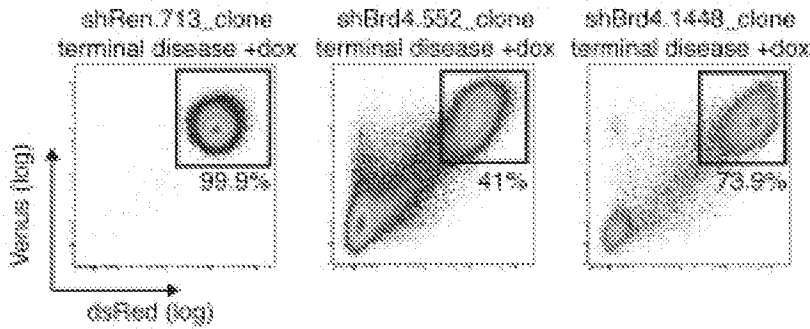 shRen.713_clone
terminal disease +dox
shBrd4.552_clone
terminal disease +dox
shBrd4.1448_clone
terminal disease +dox
99.9%
41%
73.9%
Venus (log)
dsRed (log)